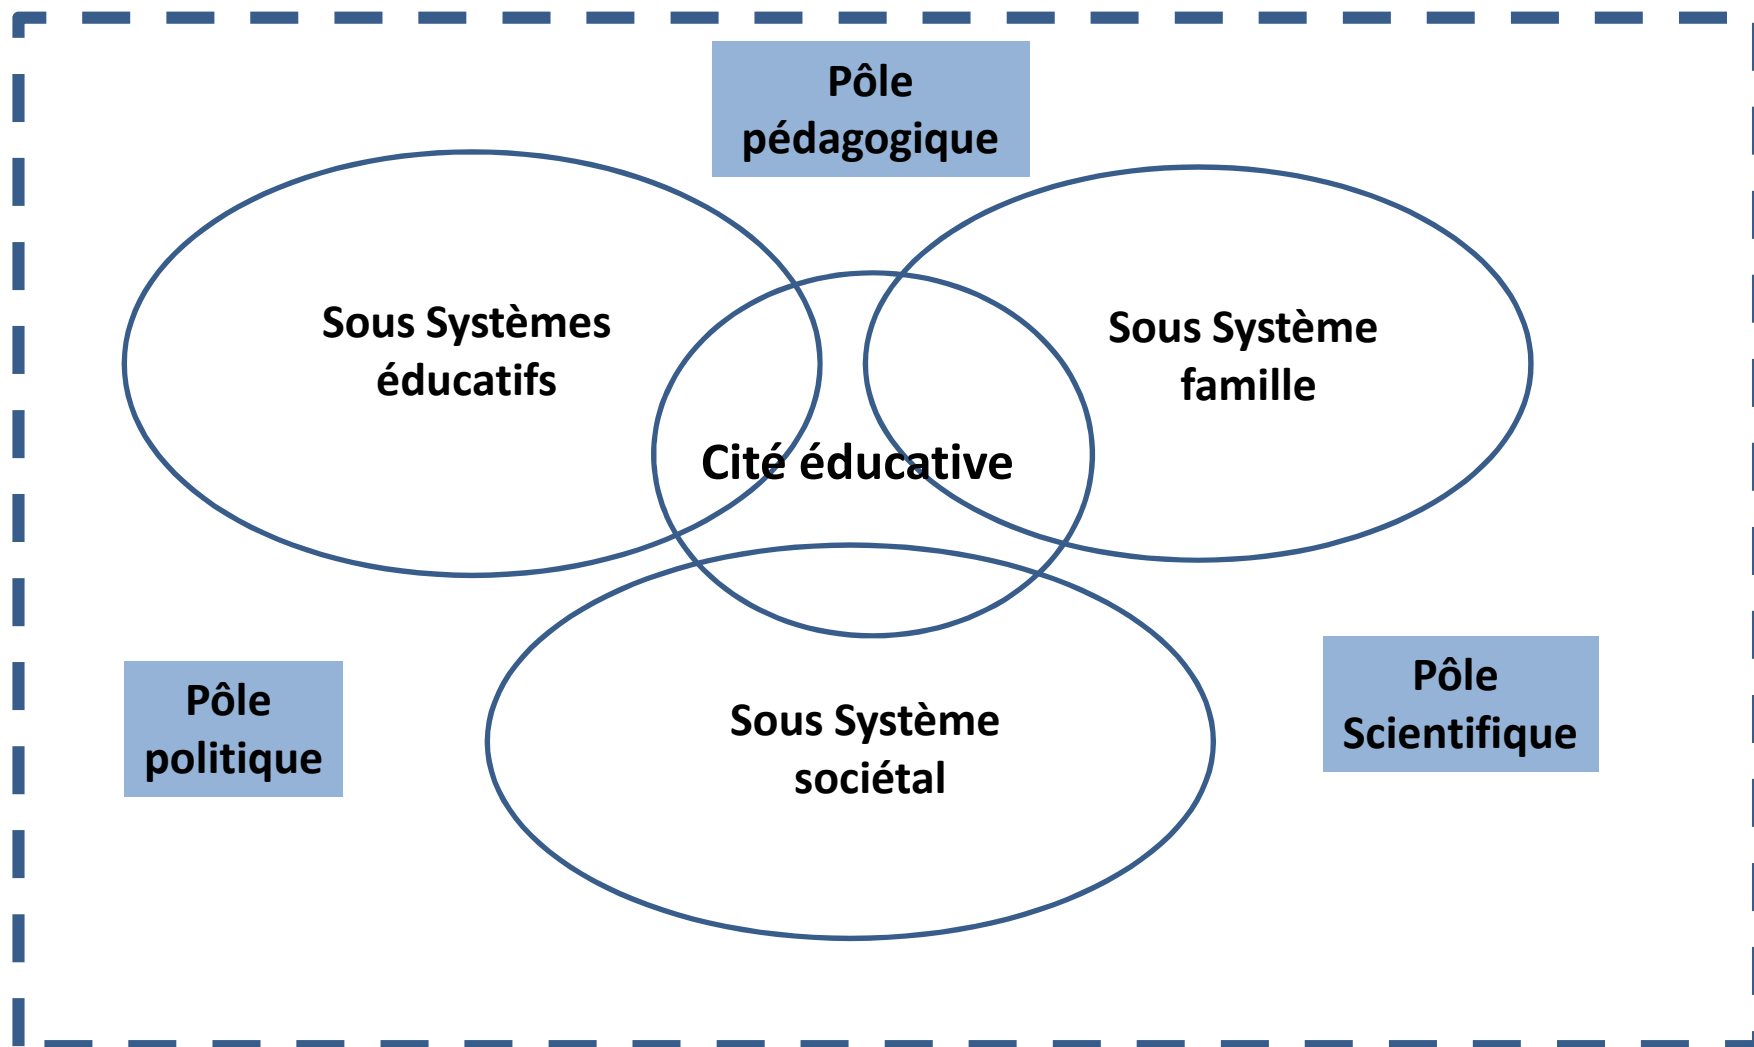 Pôle
pédagogique
Sous Systèmes
éducatifs
Sous Système
famille
Cité éducative
Pôle
politique
Sous Système
sociétal
Pôle
Scientifique